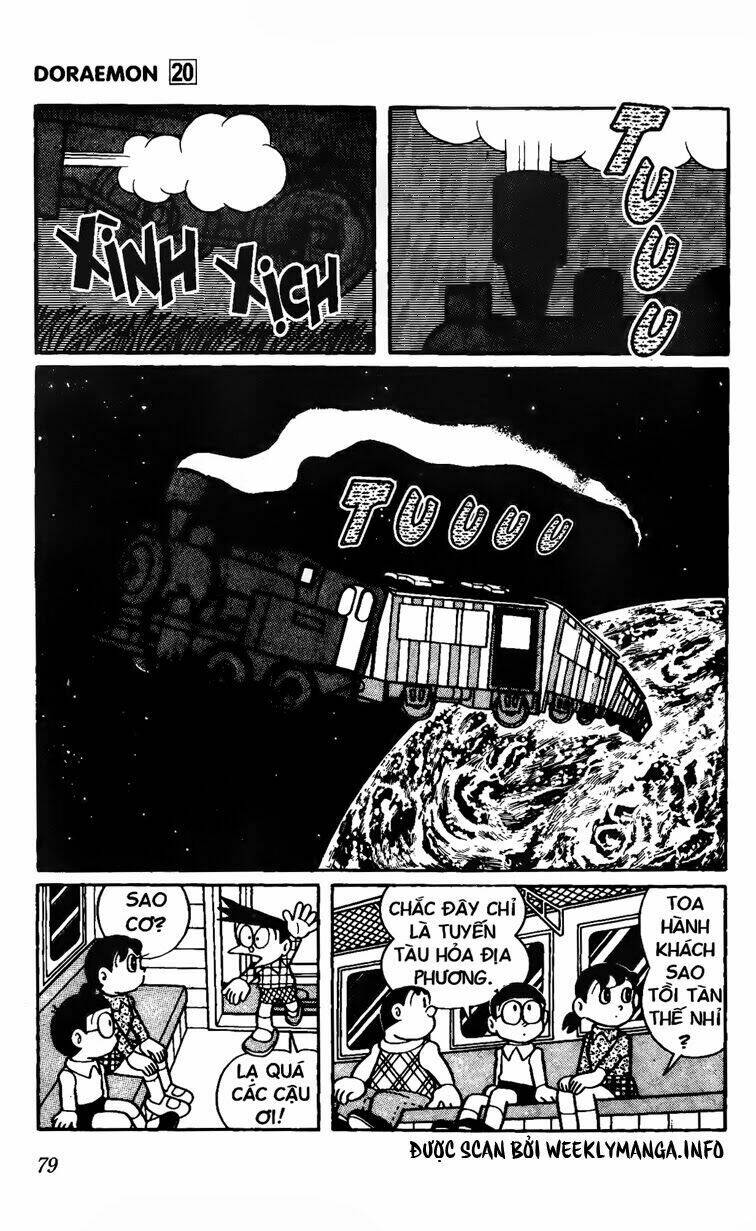 DORAEMON 20
TUUUU
XÌNH
XỊCH
TUUUU
TOA
HÀNH
KHÁCH
SAO
TỒI TÀN
THẾ NHỈ
?
CHẮC ĐÂY CHỈ
LÀ TUYẾN
TÀU HỎA ĐỊA
PHƯƠNG.
LẠ QUÁ
CÁC CẬU
ƠI!
SAO
CƠ?
ĐƯỢC SCAN BỞI WEEKLYMANGA.INFO
79